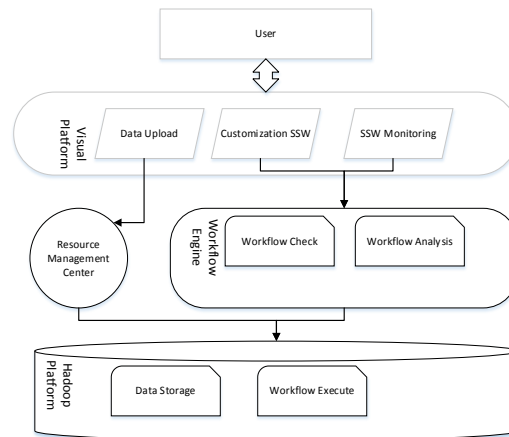 User
Visual
Platform
Data Upload
Customization SSW
SSW Monitoring
Resource
Management
Center
Workflow
Engine
Workflow Check
Workflow Analysis
Hadoop
Platform
Data Storage
Workflow Execute